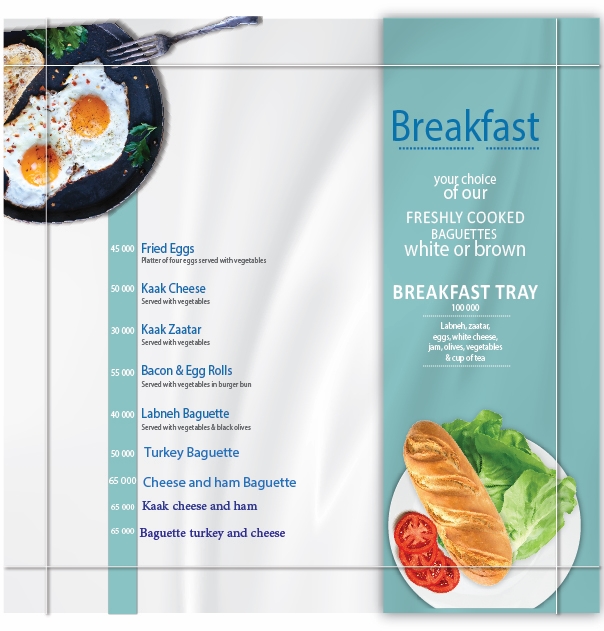 45 000 Fried Eggs
Platter of four eggs served with vegetables
50 000 Kaak Cheese
Served with vegetables
30 000 Kaak Zaatar
Served with vegetables
55 000 Bacon & Egg Rolls
Served with vegetables in burger bun
40 000 Labneh Baguette
Served with vegetables & black olives
50 000 Turkey Baguette
65 000 Cheese and ham Baguette
65 000 Kaak cheese and ham
65 000 Baguette turkey and cheese
Breakfast
your choice
of our
FRESHLY COOKED
BAGUETTES
white or brown
BREAKFAST TRAY
100 000
Labneh, zaatar,
eggs, white cheese,
jam, olives, vegetables
& cup of tea